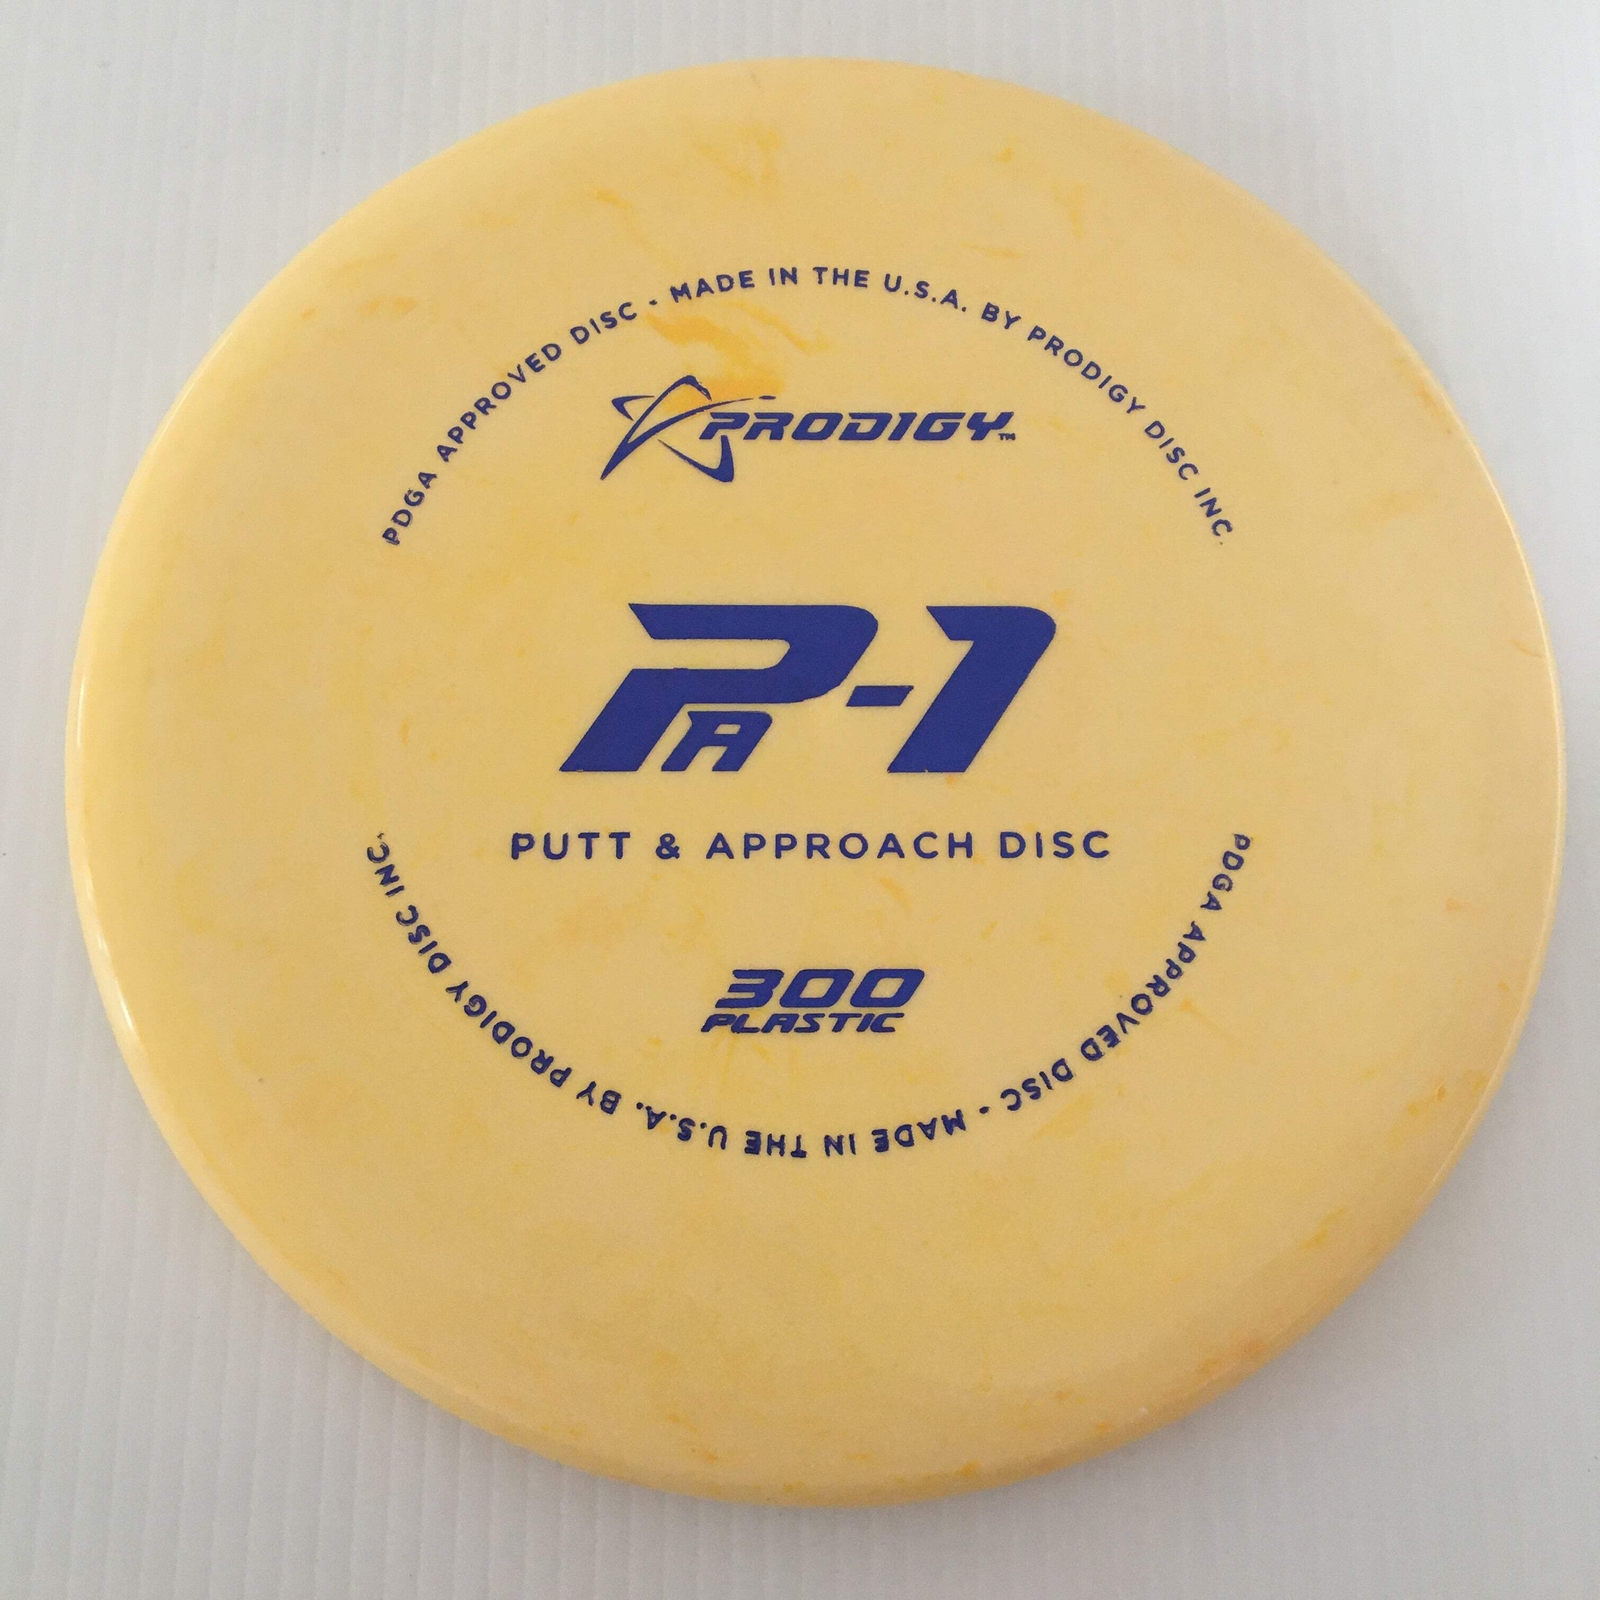 PDGA APPROVED DISC - MADE IN THE U.S.A. BY PRODIGY DISC INC.
PRODIGY™
PA-1
PUTT & APPROACH DISC
300
PLASTIC
PDGA APPROVED DISC - MADE IN THE U.S.A. BY PRODIGY DISC INC.